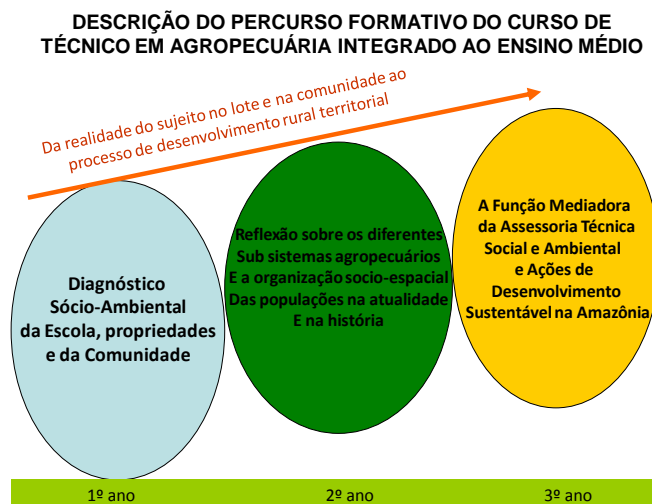 DESCRIÇÃO DO PERCURSO FORMATIVO DO CURSO DE
TÉCNICO EM AGROPECUÁRIA INTEGRADO AO ENSINO MÉDIO
Da realidade do sujeito no lote e na comunidade ao
processo de desenvolvimento rural territorial
Diagnóstico
Sócio-Ambiental
da Escola, propriedades
e da Comunidade
Reflexão sobre os diferentes
Sub sistemas agropecuários
E a organização socio-espacial
Das populações na atualidade
E na história
A Função Mediadora
da Assessoria Técnica
Social e Ambiental
e Ações de
Desenvolvimento
Sustentável na Amazônia
1º ano
2º ano
3º ano